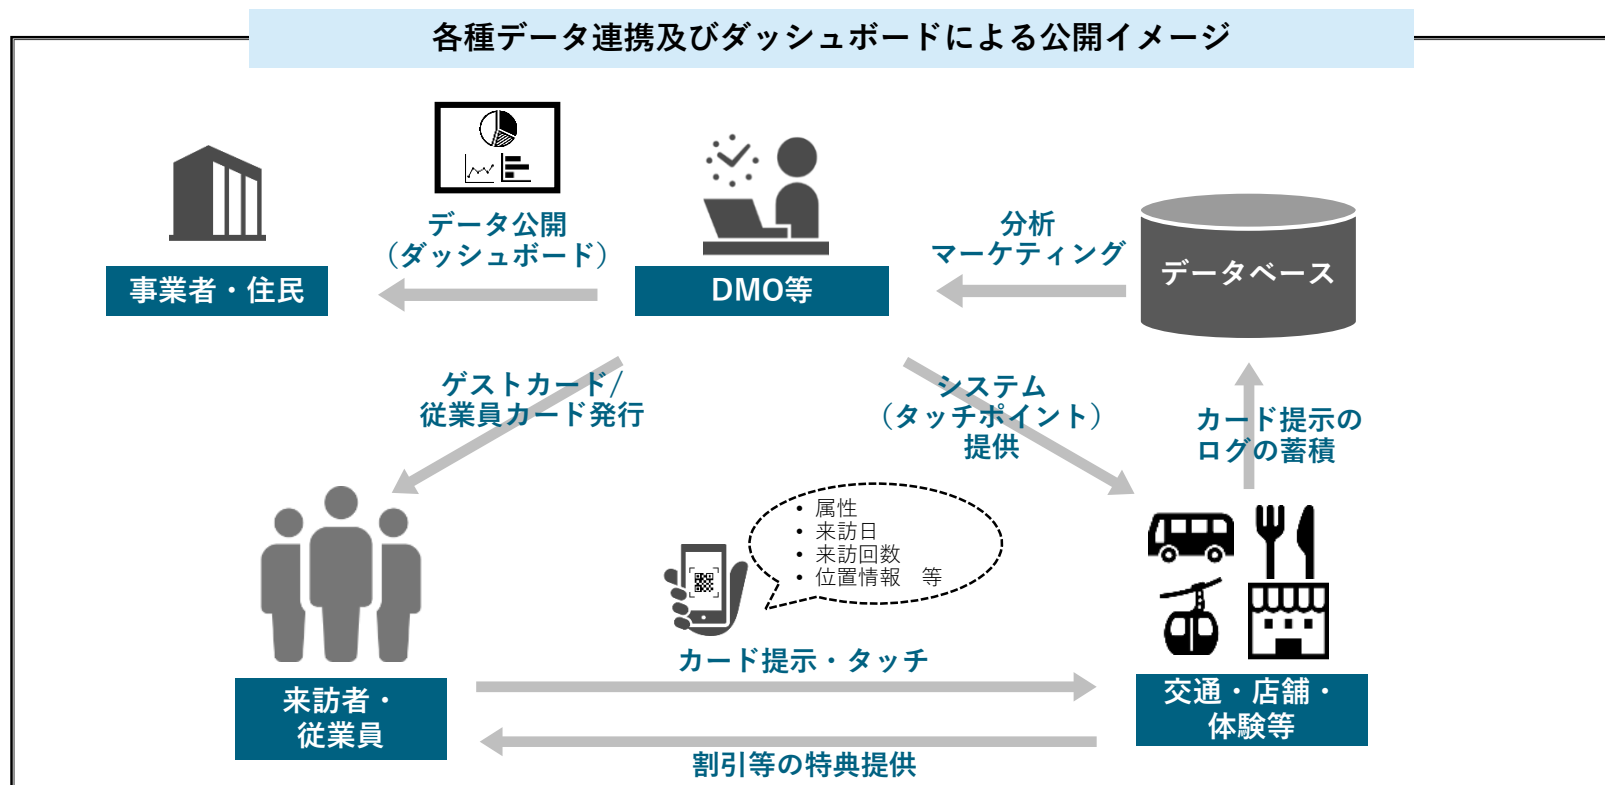 各種データ連携及びダッシュボードによる公開イメージ
データ公開
（ダッシュボード）
事業者・住民
DMO等
分析
マーケティング
データベース
ゲストカード/
従業員カード発行
システム
（タッチポイント）
提供
カード提示の
ログの蓄積
• 属性
• 来訪日
• 来訪回数
• 位置情報　等
カード提示・タッチ
来訪者・
従業員
交通・店舗・
体験等
割引等の特典提供